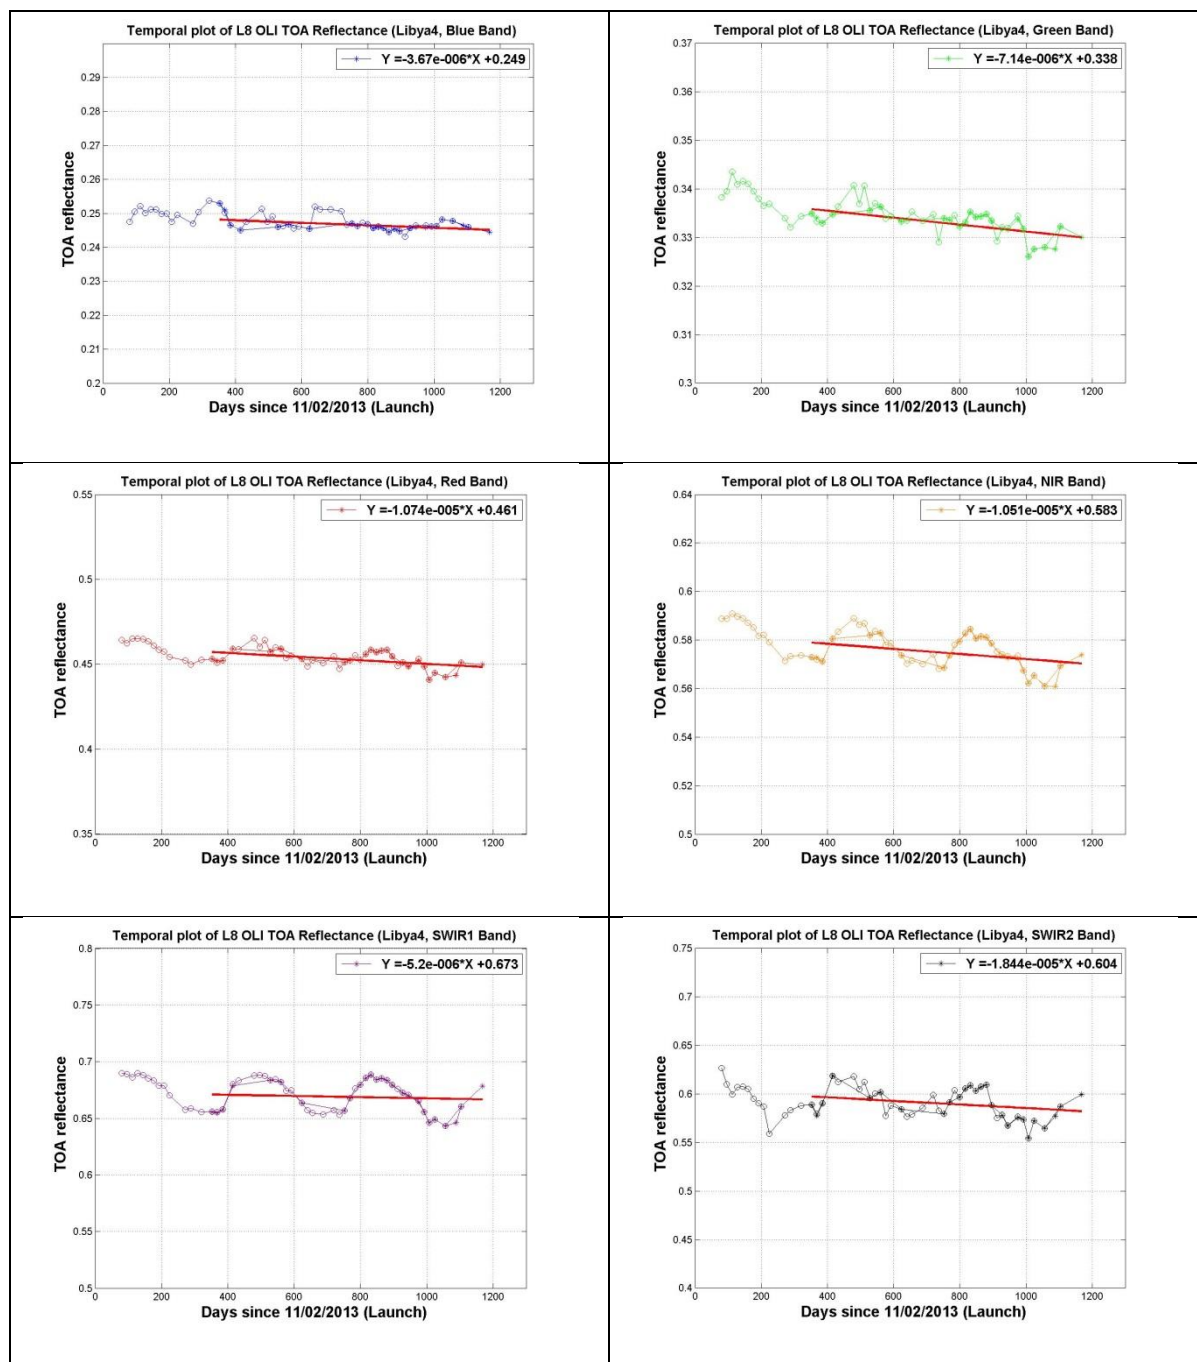 Temporal plot of L8 OLI TOA Reflectance (Libya4, Blue Band)
Y =-3.67e-006*X +0.249
0.29
0.28
0.27
0.26
0.25
0.24
0.23
0.22
0.21
0.2
TOA reflectance
0 200 400 600 800 1000 1200
Days since 11/02/2013 (Launch)
Temporal plot of L8 OLI TOA Reflectance (Libya4, Green Band)
Y =-7.14e-006*X +0.338
0.37
0.36
0.35
0.34
0.33
0.32
0.31
0.3
TOA reflectance
0 200 400 600 800 1000 1200
Days since 11/02/2013 (Launch)
Temporal plot of L8 OLI TOA Reflectance (Libya4, Red Band)
Y =-1.074e-005*X +0.461
0.55
0.5
0.45
0.4
0.35
TOA reflectance
0 200 400 600 800 1000 1200
Days since 11/02/2013 (Launch)
Temporal plot of L8 OLI TOA Reflectance (Libya4, NIR Band)
Y =-1.051e-005*X +0.583
0.64
0.62
0.6
0.58
0.56
0.54
0.52
0.5
TOA reflectance
0 200 400 600 800 1000 1200
Days since 11/02/2013 (Launch)
Temporal plot of L8 OLI TOA Reflectance (Libya4, SWIR1 Band)
Y =-5.2e-006*X +0.673
0.8
0.75
0.7
0.65
0.6
0.55
0.5
TOA reflectance
0 200 400 600 800 1000 1200
Days since 11/02/2013 (Launch)
Temporal plot of L8 OLI TOA Reflectance (Libya4, SWIR2 Band)
Y =-1.844e-005*X +0.604
0.75
0.7
0.65
0.6
0.55
0.5
0.45
0.4
TOA reflectance
0 200 400 600 800 1000 1200
Days since 11/02/2013 (Launch)